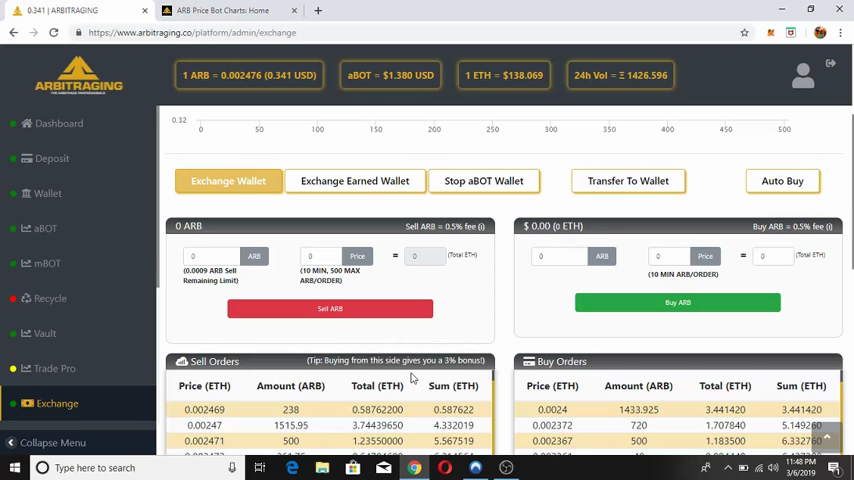 0.341 | ARBITRAGING
ARB Price Bot Charts: Home
https://www.arbitraging.co/platform/admin/exchange
ARBITRAGING
1 ARB = 0.002476 (0.341 USD)
aBOT = $1.380 USD
1 ETH = $138.069
24h Vol = Ξ 1426.596
Dashboard
Deposit
Wallet
aBOT
mBOT
Recycle
Vault
Trade Pro
Exchange
Collapse Menu
0.32
0 50 100 150 200 250 300 350 400 450 500
Exchange Wallet
Exchange Earned Wallet
Stop aBOT Wallet
Transfer To Wallet
Auto Buy
0 ARB
Sell ARB = 0.5% fee (i)
0 ARB 0 Price = 0 (Total ETH)
(0.0009 ARB Sell
Remaining Limit)
(10 MIN, 500 MAX
ARB/ORDER)
Sell ARB
$ 0.00 (0 ETH)
Buy ARB = 0.5% fee (i)
0 ARB 0 Price = 0 (Total ETH)
(10 MIN ARB/ORDER)
Buy ARB
Sell Orders
(Tip: Buying from this side gives you a 3% bonus!)
Price (ETH) Amount (ARB) Total (ETH) Sum (ETH)
0.002469 238 0.58762200 0.587622
0.00247 1515.95 3.74439650 4.332019
0.002471 500 1.23550000 5.567519
Buy Orders
Price (ETH) Amount (ARB) Total (ETH) Sum (ETH)
0.0024 1433.925 3.441420 3.441420
0.002372 720 1.707840 5.149260
0.002367 500 1.183500 6.332760
Type here to search
11:48 PM
3/6/2019